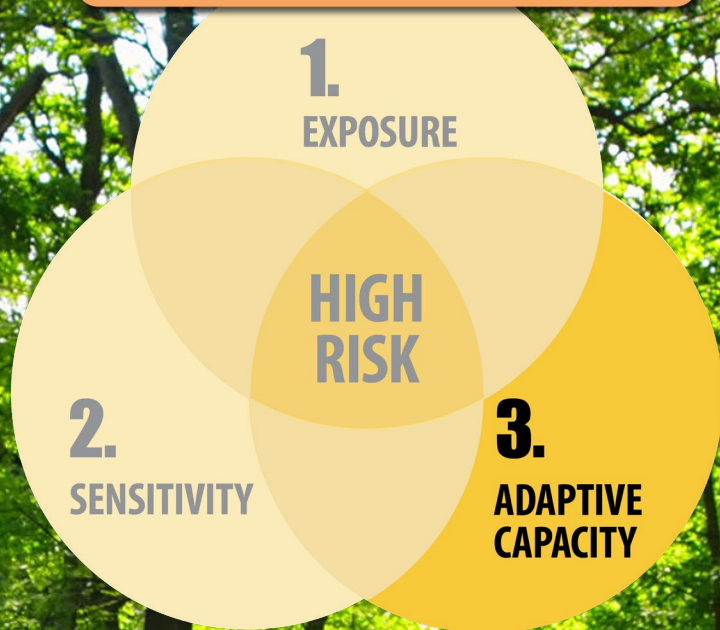 1.
EXPOSURE
HIGH
RISK
2.
SENSITIVITY
3.
ADAPTIVE
CAPACITY